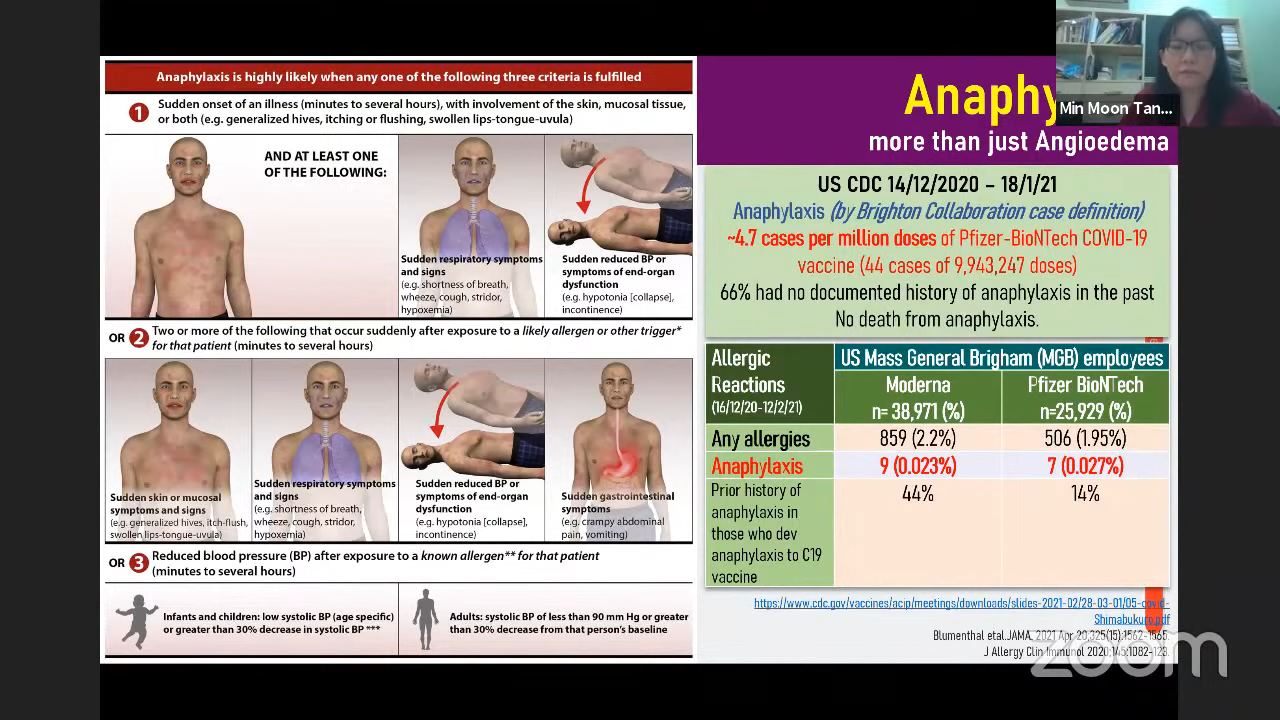 Anaphylaxis is highly likely when any one of the following three criteria is fulfilled
1
Sudden onset of an illness (minutes to several hours), with involvement of the skin, mucosal tissue,
or both (e.g. generalized hives, itching or flushing, swollen lips-tongue-uvula)
AND AT LEAST ONE
OF THE FOLLOWING:
Sudden respiratory symptoms
and signs
(e.g. shortness of breath,
wheeze, cough, stridor,
hypoxemia)
Sudden reduced BP or
symptoms of end-organ
dysfunction
(e.g. hypotonia [collapse],
incontinence)
OR 2 Two or more of the following that occur suddenly after exposure to a likely allergen or other trigger*
for that patient (minutes to several hours)
Sudden skin or mucosal
symptoms and signs
(e.g. generalized hives, itch-flush,
swollen lips-tongue-uvula)
Sudden respiratory symptoms
and signs
(e.g. shortness of breath,
wheeze, cough, stridor,
hypoxemia)
Sudden reduced BP or
symptoms of end-organ
dysfunction
(e.g. hypotonia [collapse],
incontinence)
Sudden gastrointestinal
symptoms
(e.g. crampy abdominal
pain, vomiting)
OR 3 Reduced blood pressure (BP) after exposure to a known allergen** for that patient
(minutes to several hours)
Infants and children: low systolic BP (age specific)
or greater than 30% decrease in systolic BP ***
Adults: systolic BP of less than 90 mm Hg or greater
than 30% decrease from that person's baseline
Anaphy
Min Moon Tan...
more than just Angioedema
US CDC 14/12/2020 – 18/1/21
Anaphylaxis (by Brighton Collaboration case definition)
~4.7 cases per million doses of Pfizer-BioNTech COVID-19
vaccine (44 cases of 9,943,247 doses)
66% had no documented history of anaphylaxis in the past
No death from anaphylaxis.
Allergic
Reactions
(16/12/20-12/2/21)
US Mass General Brigham (MGB) employees
Moderna
n= 38,971 (%)
Pfizer BioNTech
n=25,929 (%)
Any allergies 859 (2.2%) 506 (1.95%)
Anaphylaxis 9 (0.023%) 7 (0.027%)
Prior history of 44% 14%
anaphylaxis in
those who dev
anaphylaxis to C19
vaccine
https://www.cdc.gov/vaccines/acip/meetings/downloads/slides-2021-02/28-03-01/05-covid-
Shimabukuro.pdf
Blumenthal etal.JAMA. 2021 Apr 20;325(15):1562-1565.
J Allergy Clin Immunol 2020;145:1082-123.
zoom